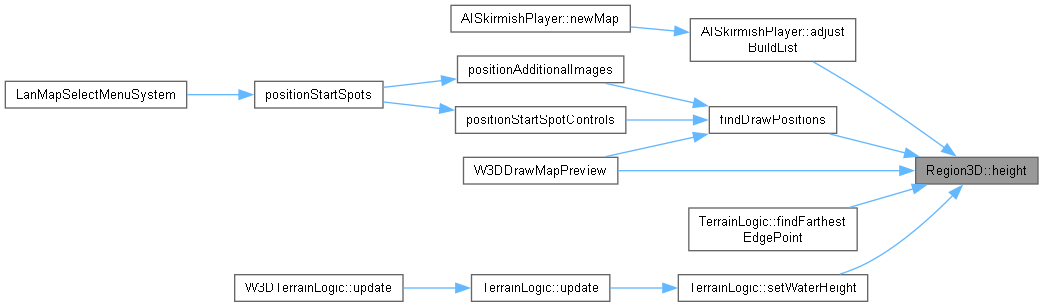 AISkirmishPlayer::newMap
AISkirmishPlayer::adjust
BuildList
positionAdditionalImages
LanMapSelectMenuSystem
positionStartSpots
positionStartSpotControls
findDrawPositions
W3DDrawMapPreview
Region3D::height
TerrainLogic::findFarthest
EdgePoint
W3DTerrainLogic::update
TerrainLogic::update
TerrainLogic::setWaterHeight